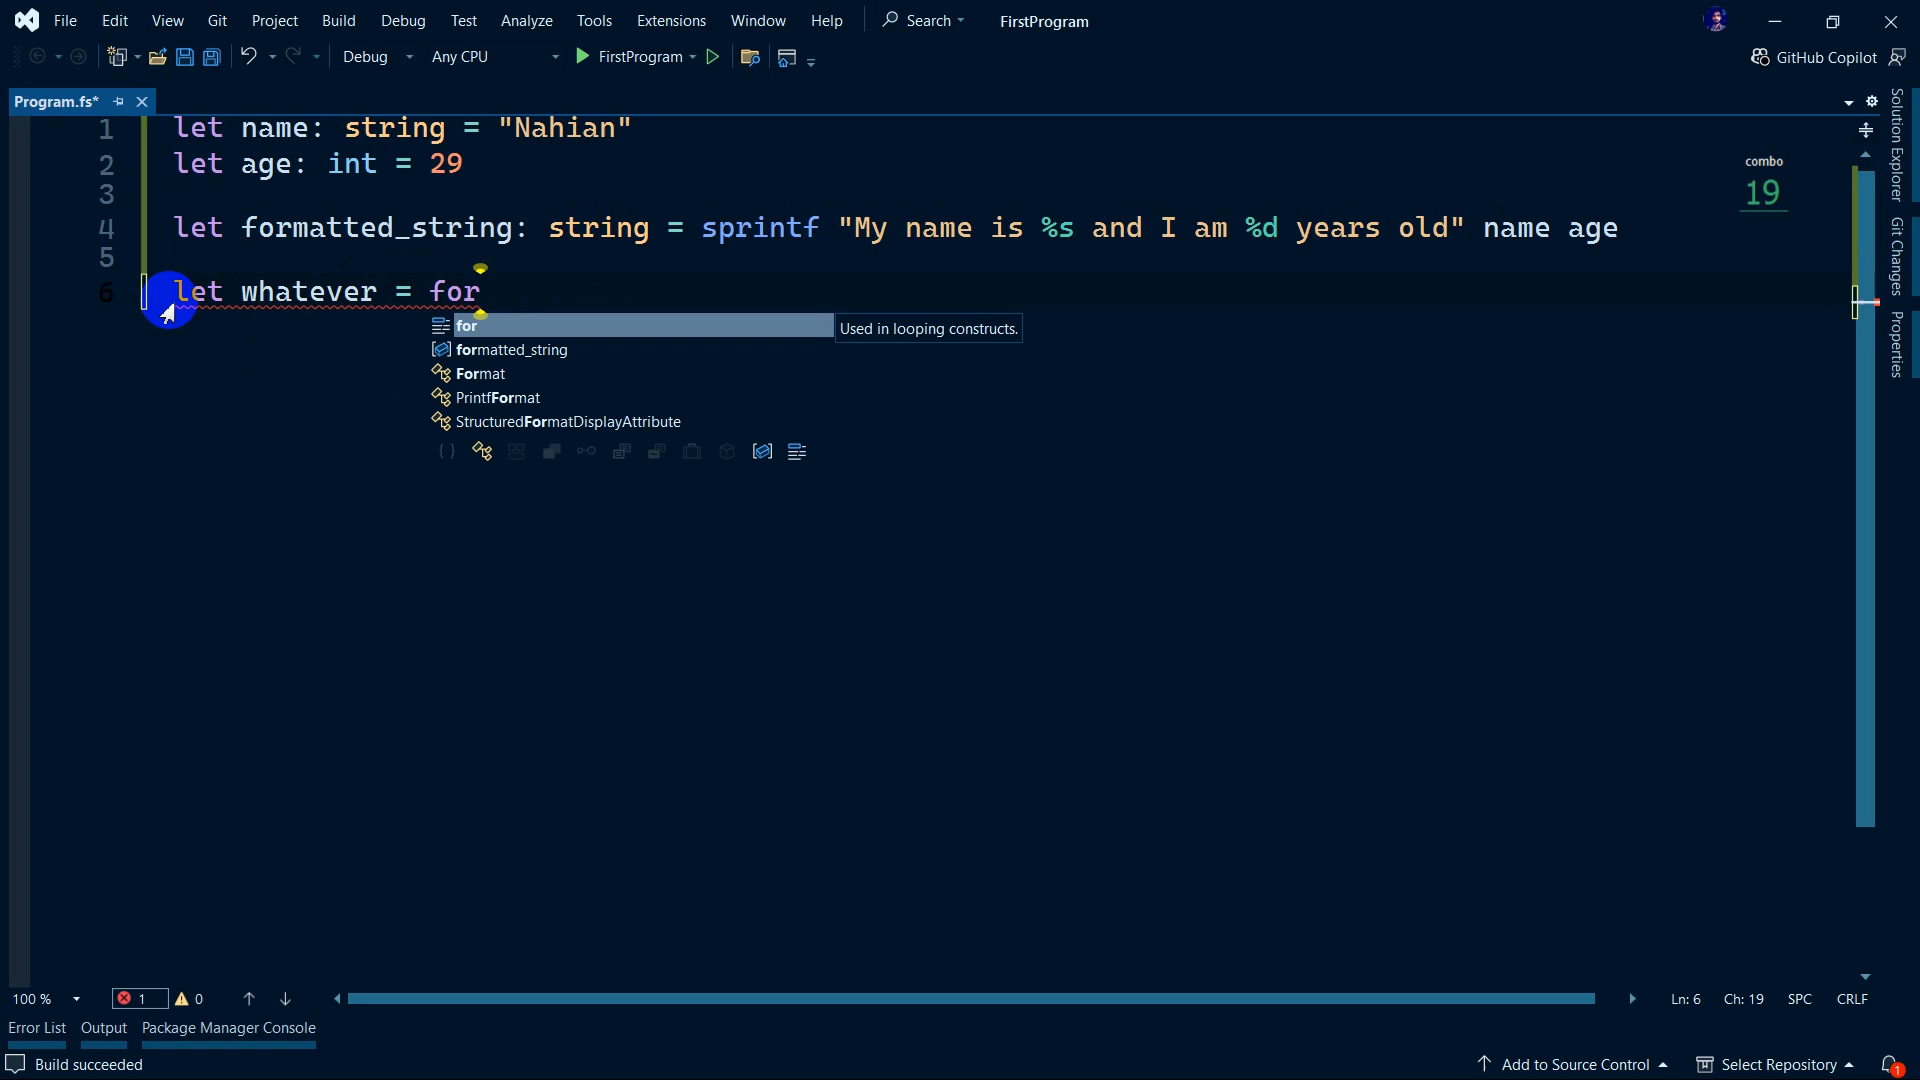 File Edit View Git Project Build Debug Test Analyze Tools Extensions Window Help Search FirstProgram
Debug Any CPU FirstProgram GitHub Copilot
Program.fs*
1 let name: string = "Nahian"
2 let age: int = 29
3
4 let formatted_string: string = sprintf "My name is %s and I am %d years old" name age
5
6 let whatever = for
combo
19
for Used in looping constructs.
formatted_string
Format
PrintfFormat
StructuredFormatDisplayAttribute
Solution Explorer
Git Changes
Properties
100 % 1 0 Ln: 6 Ch: 19 SPC CRLF
Error List Output Package Manager Console
Build succeeded Add to Source Control Select Repository 1